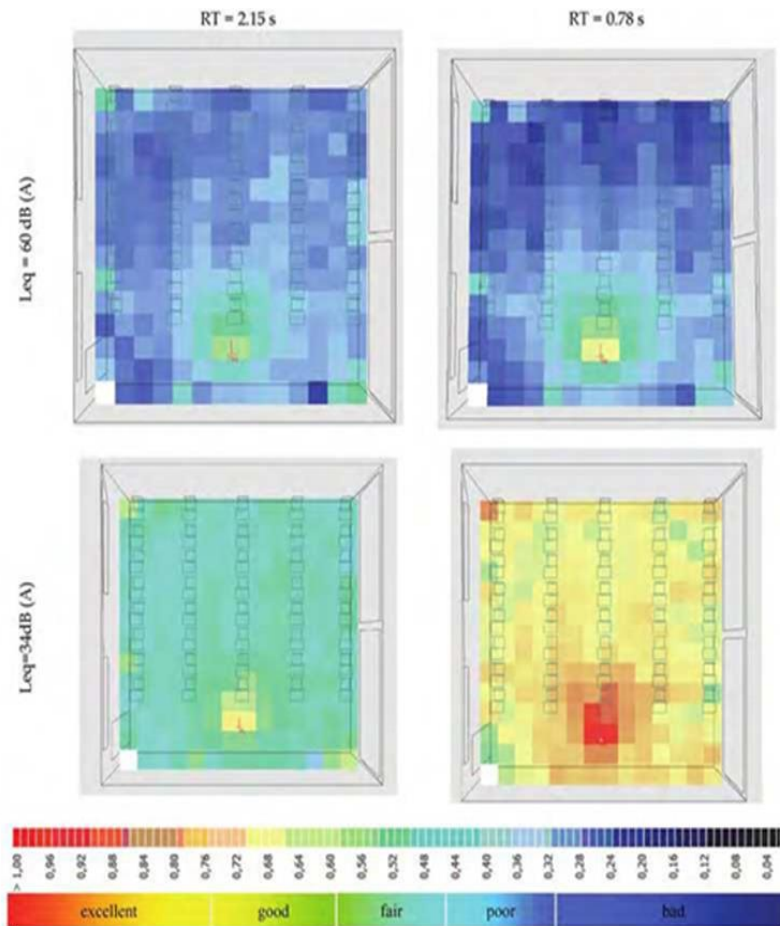 RT = 2.15 s
RT = 0.78 s
Leq = 60 dB (A)
Leq=34dB (A)
1,00
0,96
0,92
0,88
0,84
0,80
0,76
0,72
0,68
0,64
0,60
0,56
0,52
0,48
0,44
0,40
0,36
0,32
0,28
0,24
0,20
0,16
0,12
0,08
0,04
excellent
good
fair
poor
bad